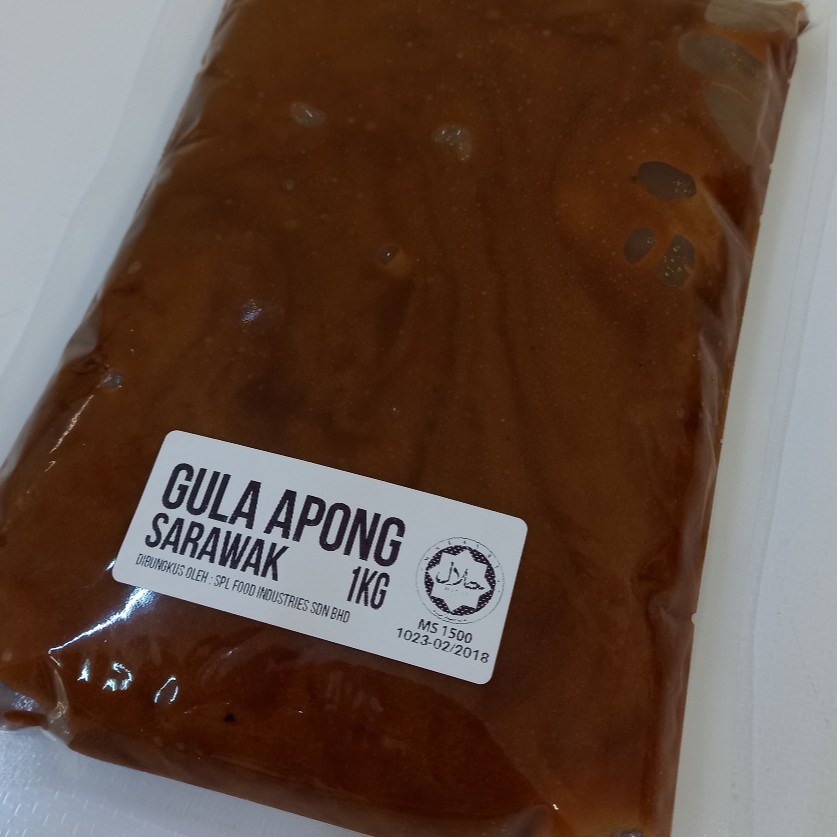 GULA APONG
SARAWAK
1KG
DIBUNGKUS OLEH : SPL FOOD INDUSTRIES SDN BHD
حلال
MS 1500
1023-02/2018